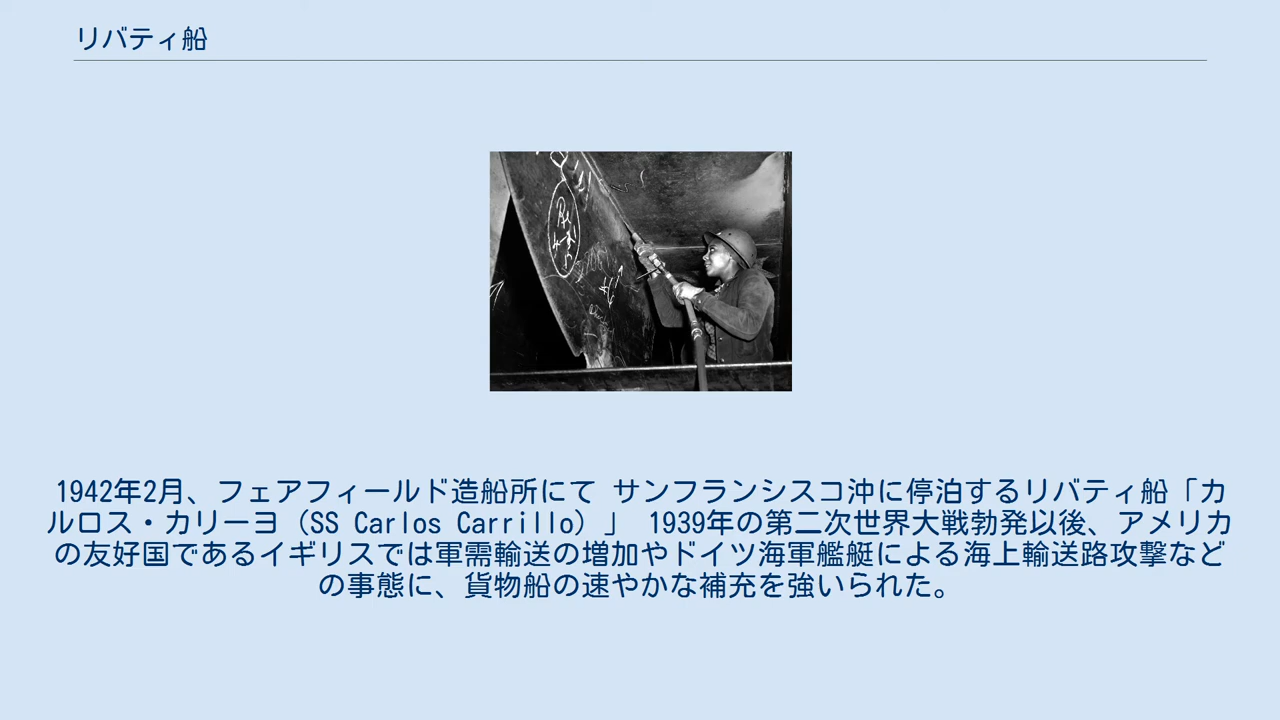 リバティ船
1942年2月、フェアフィールド造船所にて サンフランシスコ沖に停泊するリバティ船「カ
ルロス・カリーヨ（SS Carlos Carrillo）」 1939年の第二次世界大戦勃発以後、アメリカ
の友好国であるイギリスでは軍需輸送の増加やドイツ海軍艦艇による海上輸送路攻撃など
の事態に、貨物船の速やかな補充を強いられた。